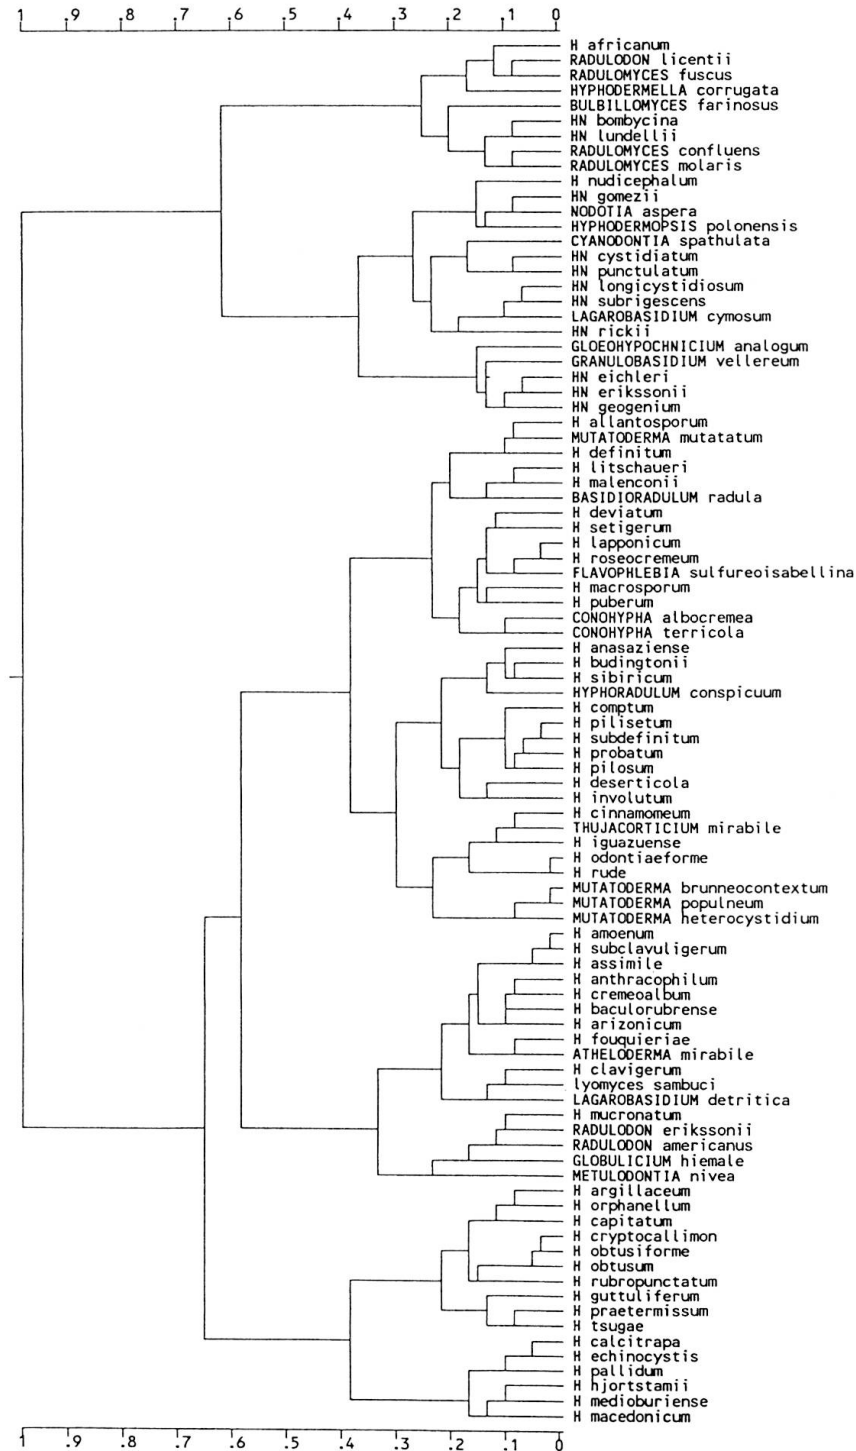 1 .9 .8 .7 .6 .5 .4 .3 .2 .1 0
H africanum
RADULODON licentii
RADULOMYCES fuscus
HYPHODERMELLA corrugata
BULBILLOMYCES farinosus
HN bombycina
HN lundellii
RADULOMYCES confluens
RADULOMYCES molaris
H nudicephalum
HN gomezii
NODOTIA aspera
HYPHODERMOPSIS polonensis
CYANODONTIA spathulata
HN cystidiatum
HN punctulatum
HN longicystidiosum
HN subrigescens
LAGAROBASIDIUM cymosum
HN rickii
GLOEOHYPOCHNICIUM analogum
GRANULOBASIDIUM vellereum
HN eichleri
HN erikssonii
HN geogenium
H allantosporum
MUTATODERMA mutatatum
H definitum
H litschaueri
H malenconii
BASIDIORADULUM radula
H deviatum
H setigerum
H lapponicum
H roseocremeum
FLAVOPHLEBIA sulfureoisabellina
H macrosporum
H puberum
CONOHYPHA albocremea
CONOHYPHA terricola
H anasaziense
H budingtonii
H sibiricum
HYPHORADULUM conspicuum
H comptum
H pilisetum
H subdefinitum
H probatum
H pilosum
H deserticola
H involutum
H cinnamomeum
THUJACORTICIUM mirabile
H iguazuense
H odontiaeforme
H rude
MUTATODERMA brunneocontextum
MUTATODERMA populneum
MUTATODERMA heterocystidium
H amoenum
H subclavuligerum
H assimile
H anthracophilum
H cremeoalbum
H baculorubrense
H arizonicum
H fouquieriae
ATHELODERMA mirabile
H clavigerum
lyomyces sambuci
LAGAROBASIDIUM detritica
H mucronatum
RADULODON erikssonii
RADULODON americanus
GLOBULICIUM hiemale
METULODONTIA nivea
H argillaceum
H orphanellum
H capitatum
H cryptocallimon
H obtusiforme
H obtusum
H rubropunctatum
H guttuliferum
H praetermissum
H tsugae
H calcitrapa
H echinocystis
H pallidum
H hjortstamii
H medioburiense
H macedonicum
1 .9 .8 .7 .6 .5 .4 .3 .2 .1 0